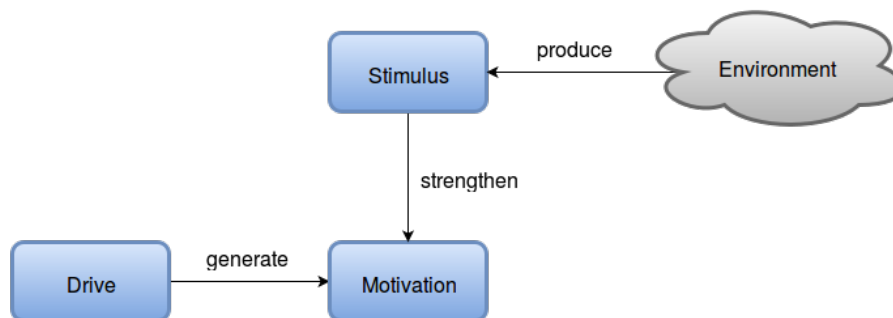 produce
Stimulus
Environment
strengthen
generate
Drive
Motivation